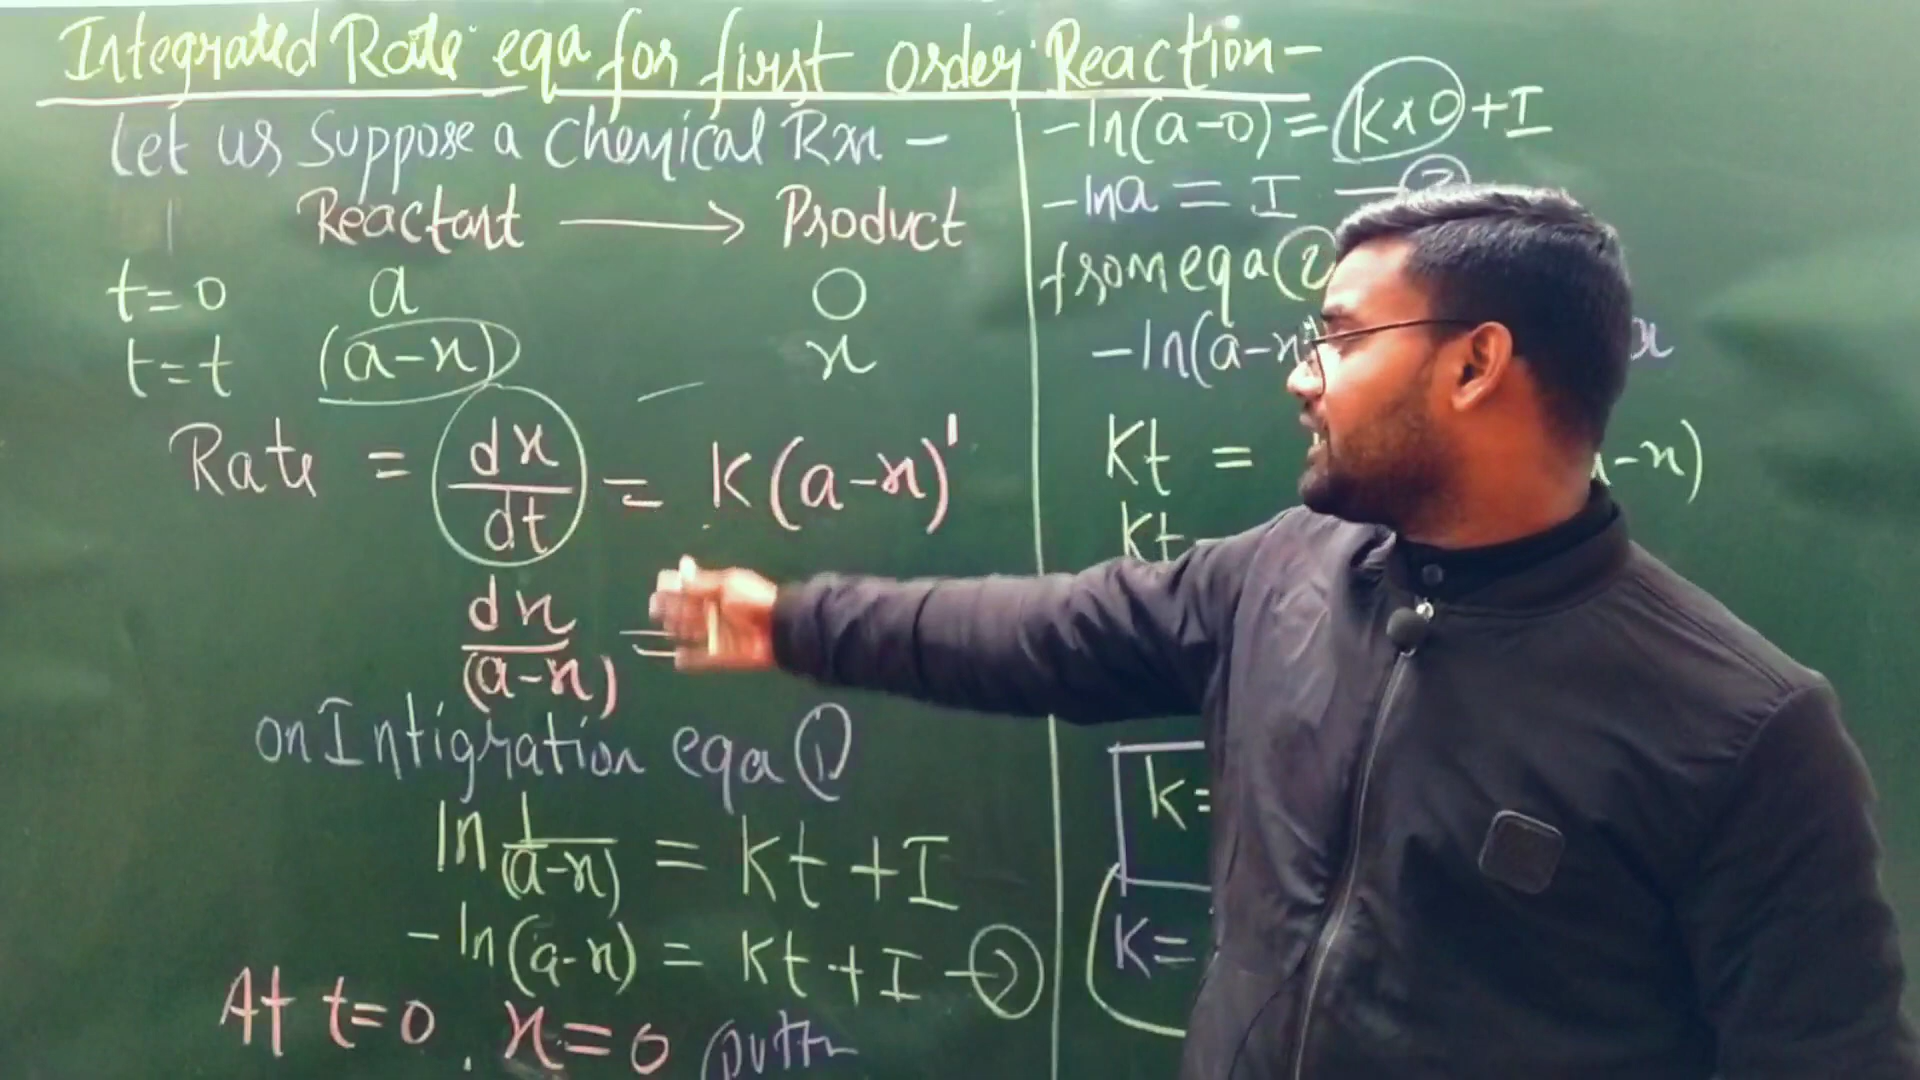 Integrated Rate eqn for first order Reaction -
Let us Suppose a Chemical Rxn -
Reactant ⟶ Product
t=0 a 0
t=t (a-x) x
Rate = dx/dt = K(a-x)¹
dx/(a-x) =
on Intigration eqn ①
ln 1/(a-x) = Kt + I
-ln(a-x) = Kt + I - ②
At t=0, x=0
-ln(a-0) = K×0 + I
-lna = I —
from eqn ②
-ln(a-x
Kt = -x)
Kt
K=
K=